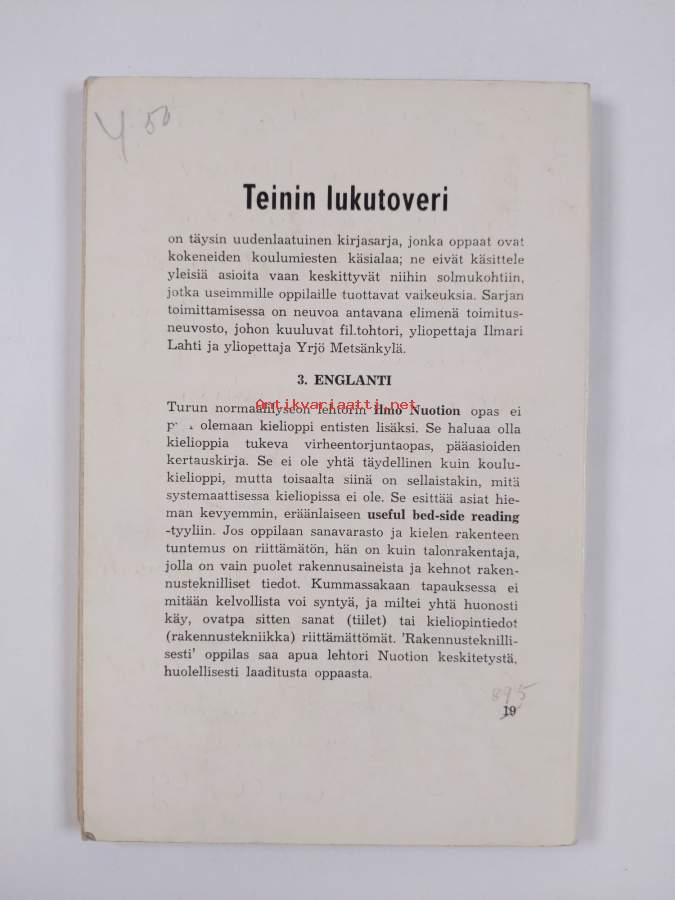 Y 50
Teinin lukutoveri
on täysin uudenlaatuinen kirjasarja, jonka oppaat ovat
kokeneiden koulumiesten käsialaa; ne eivät käsittele
yleisiä asioita vaan keskittyvät niihin solmukohtiin,
jotka useimmille oppilaille tuottavat vaikeuksia. Sarjan
toimittamisessa on neuvoa antavana elimenä toimitus-
neuvosto, johon kuuluvat fil.tohtori, yliopettaja Ilmari
Lahti ja yliopettaja Yrjö Metsänkylä.
3. ENGLANTI
Antikvariaatti.net
Turun normaalilyseon lehtorin Ilmo Nuotion opas ei
olemaan kielioppi entisten lisäksi. Se haluaa olla
kielioppia tukeva virheentorjuntaopas, pääasioiden
kertauskirja. Se ei ole yhtä täydellinen kuin koulu-
kielioppi, mutta toisaalta siinä on sellaistakin, mitä
systemaattisessa kieliopissa ei ole. Se esittää asiat hie-
man kevyemmin, eräänlaiseen useful bed-side reading
-tyyliin. Jos oppilaan sanavarasto ja kielen rakenteen
tuntemus on riittämätön, hän on kuin talonrakentaja,
jolla on vain puolet rakennusaineista ja kehnot raken-
nusteknilliset tiedot. Kummassakaan tapauksessa ei
mitään kelvollista voi syntyä, ja miltei yhtä huonosti
käy, ovatpa sitten sanat (tiilet) tai kieliopintiedot
(rakennustekniikka) riittämättömät. 'Rakennusteknilli-
sesti' oppilas saa apua lehtori Nuotion keskitetystä,
huolellisesti laaditusta oppaasta.
895
19